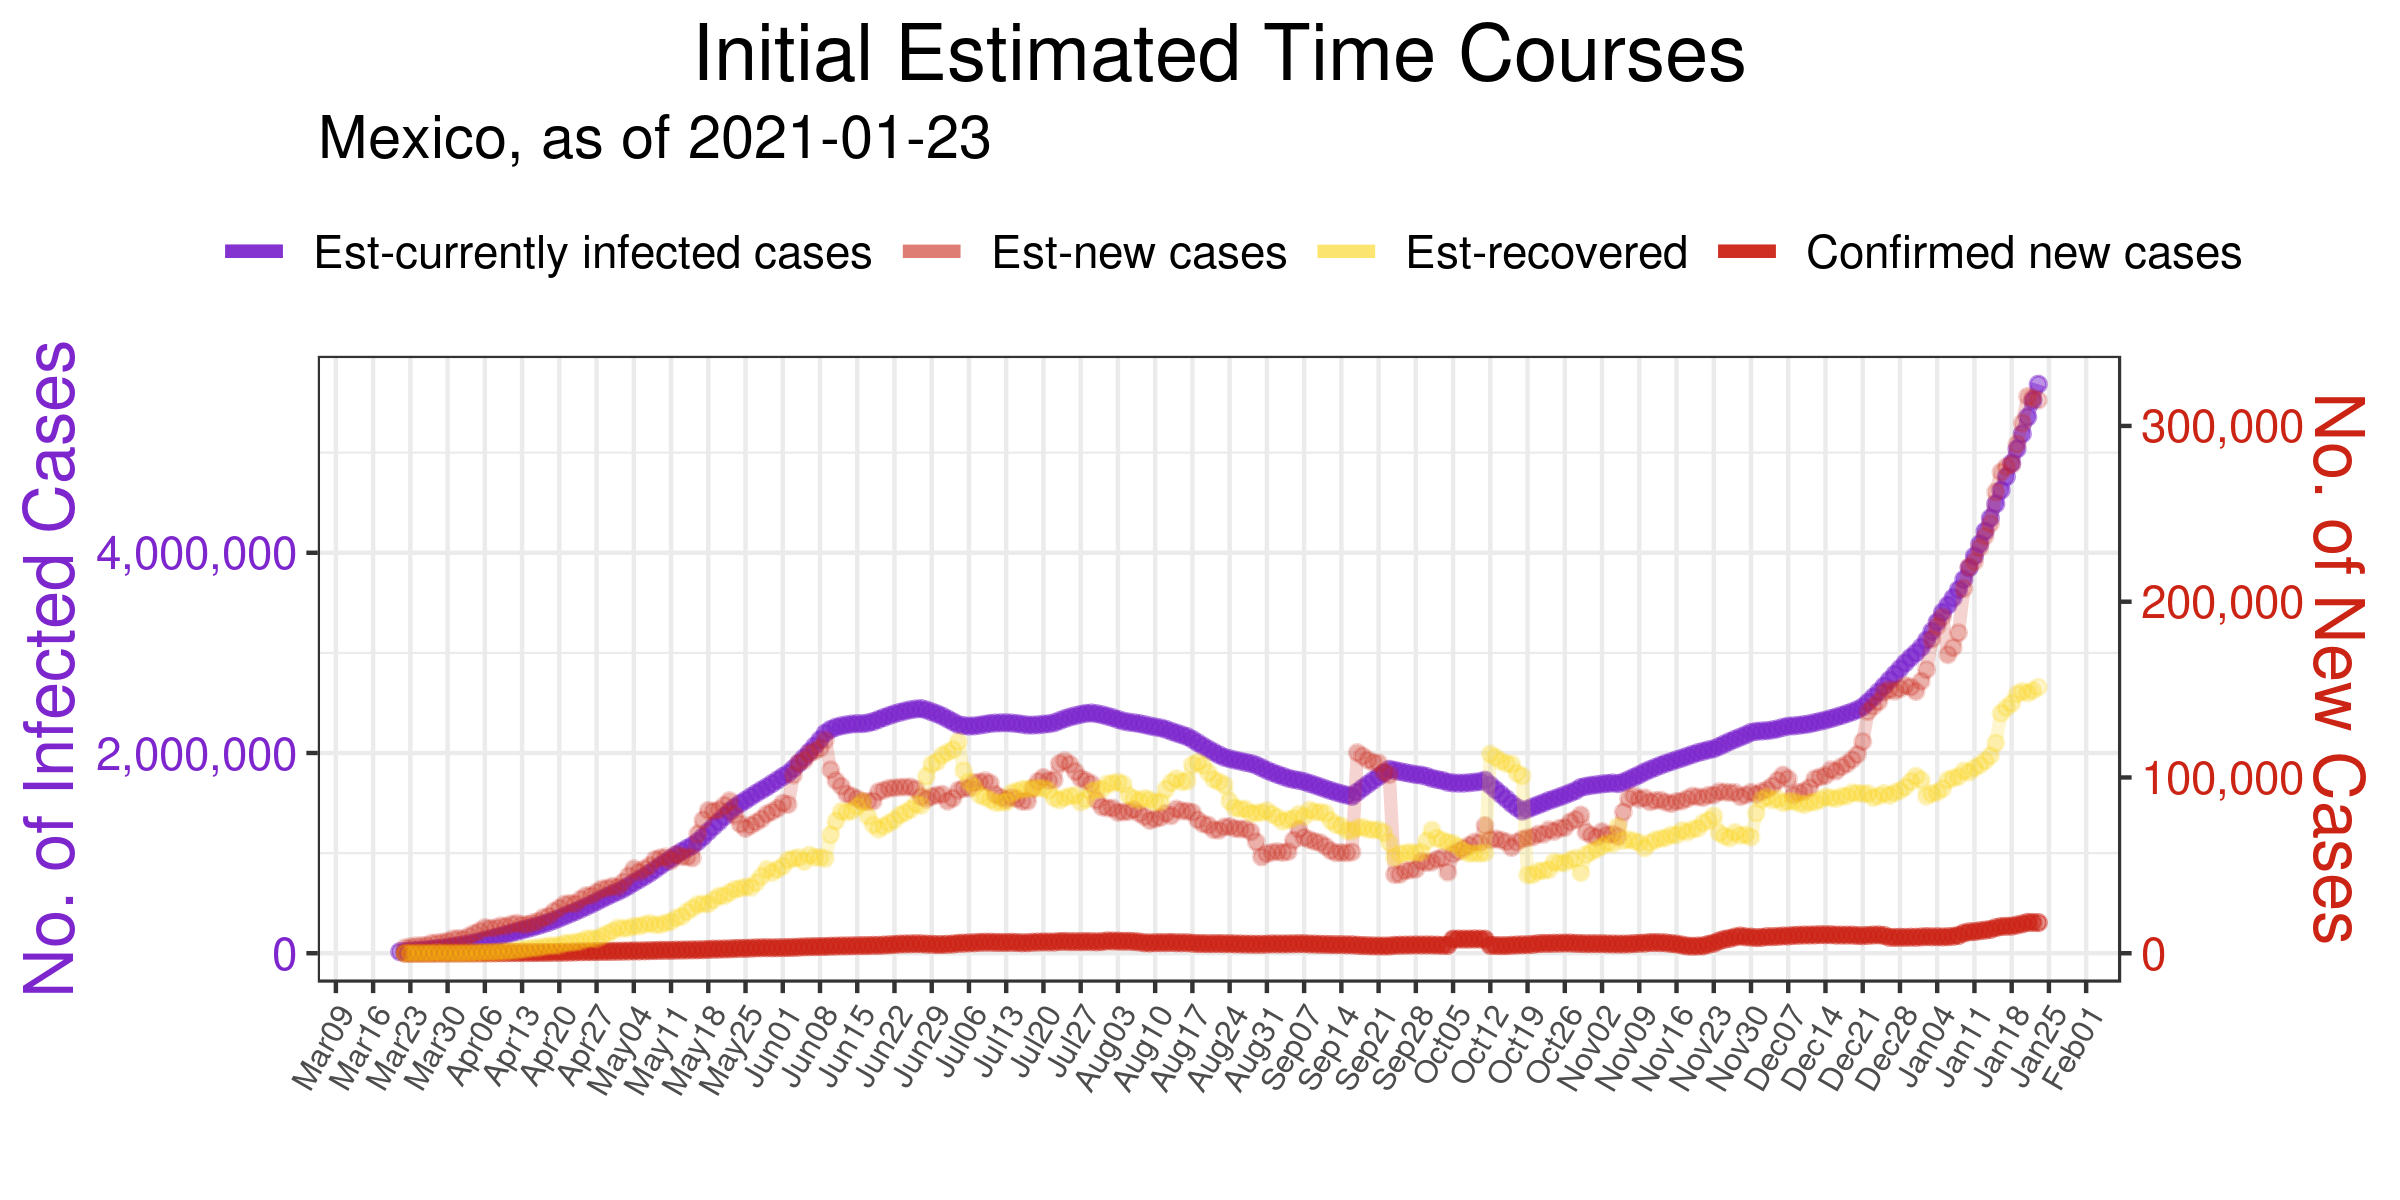 Initial Estimated Time Courses
Mexico, as of 2021-01-23
Est-currently infected cases Est-new cases Est-recovered Confirmed new cases
No. of Infected Cases
4,000,000
2,000,000
0
300,000
200,000
100,000
0
No. of New Cases
Mar09 Mar16 Mar23 Mar30 Apr06 Apr13 Apr20 Apr27 May04 May11 May18 May25 Jun01 Jun08 Jun15 Jun22 Jun29 Jul06 Jul13 Jul20 Jul27 Aug03 Aug10 Aug17 Aug24 Aug31 Sep07 Sep14 Sep21 Sep28 Oct05 Oct12 Oct19 Oct26 Nov02 Nov09 Nov16 Nov23 Nov30 Dec07 Dec14 Dec21 Dec28 Jan04 Jan11 Jan18 Jan25 Feb01